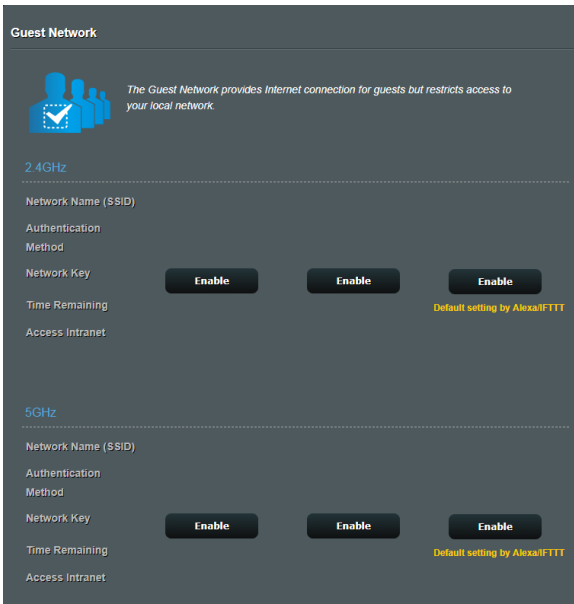 Guest Network
The Guest Network provides Internet connection for guests but restricts access to
your local network.
2.4GHz
Network Name (SSID)
Authentication
Method
Network Key
Enable Enable Enable
Time Remaining
Default setting by Alexa/IFTTT
Access Intranet
5GHz
Network Name (SSID)
Authentication
Method
Network Key
Enable Enable Enable
Time Remaining
Default setting by Alexa/IFTTT
Access Intranet